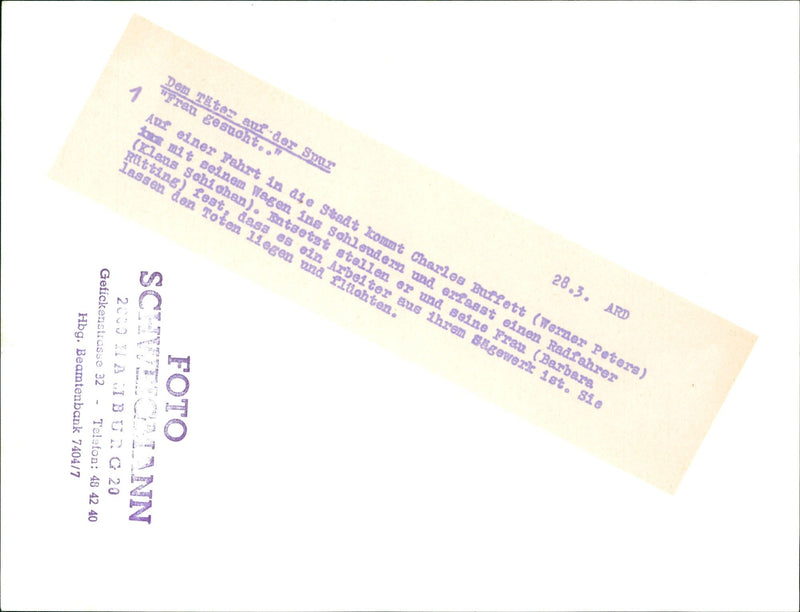 1
Dem Täter auf der Spur
"Frau gesucht.."
28.3. ARD
Auf einer Fahrt in die Stadt kommt Charles Buffett (Werner Peters)
mit seinem Wagen ins Schleudern und erfasst einen Radfahrer
(Klaus Schichan). Entsetzt stellen er und seine Frau (Barbara
Rütting) fest, dass es ein Arbeiter aus ihrem Sägewerk ist. Sie
lassen den Toten liegen und flüchten.
FOTO
SCHWEIGMANN
2000 HAMBURG 20
Gefickenstrasse 32 - Telefon: 48 42 40
Hbg. Beamtenbank 7404/7